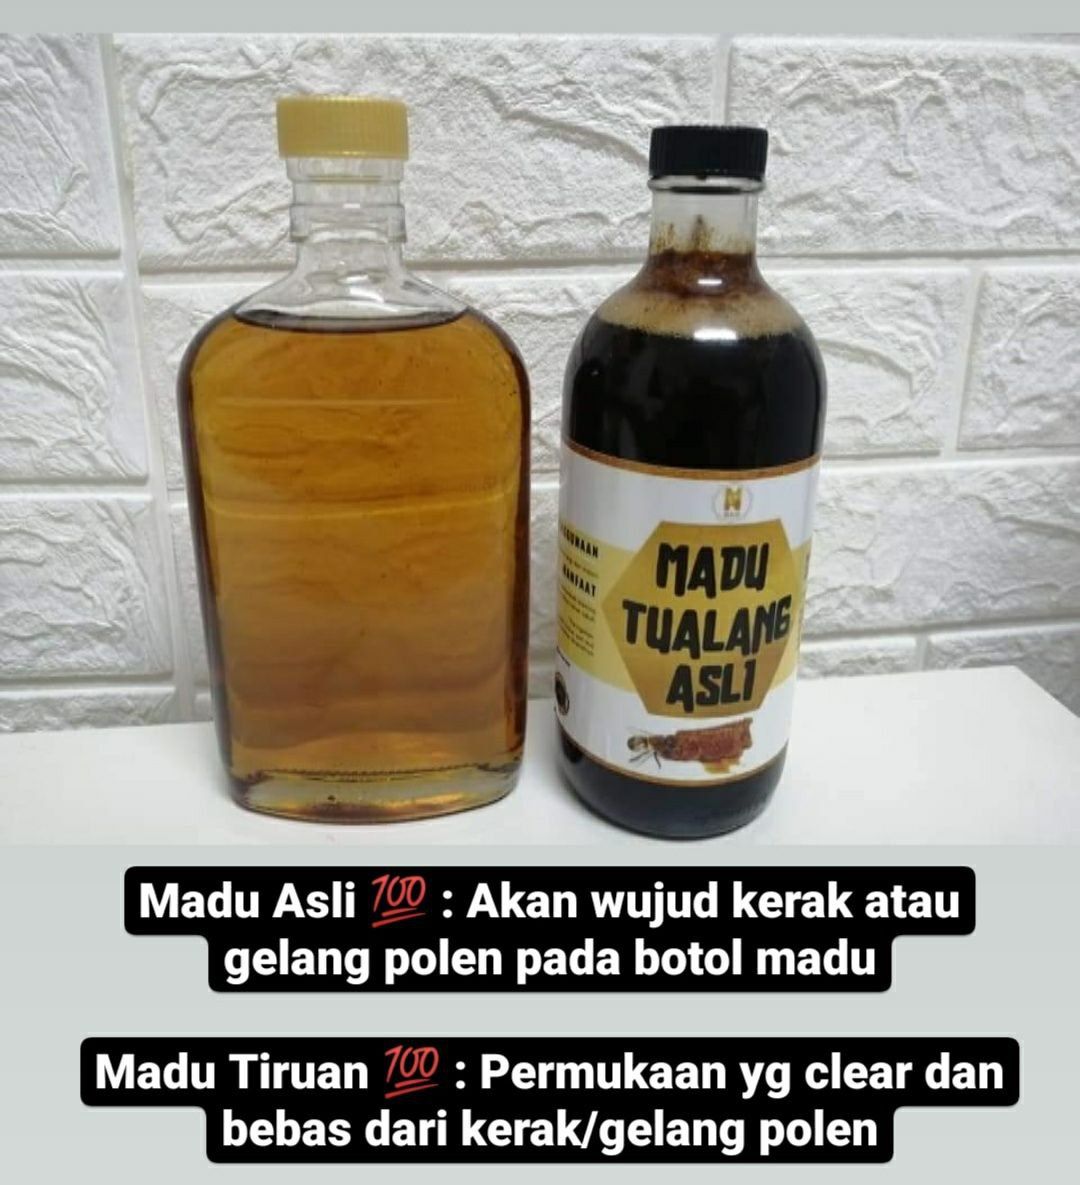 MADU
TUALANG
ASLI
MANFAAT
Madu Asli 💯 : Akan wujud kerak atau
gelang polen pada botol madu
Madu Tiruan 💯 : Permukaan yg clear dan
bebas dari kerak/gelang polen